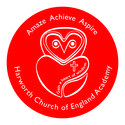 Amaze Achieve Aspire
Harworth Church of England Academy